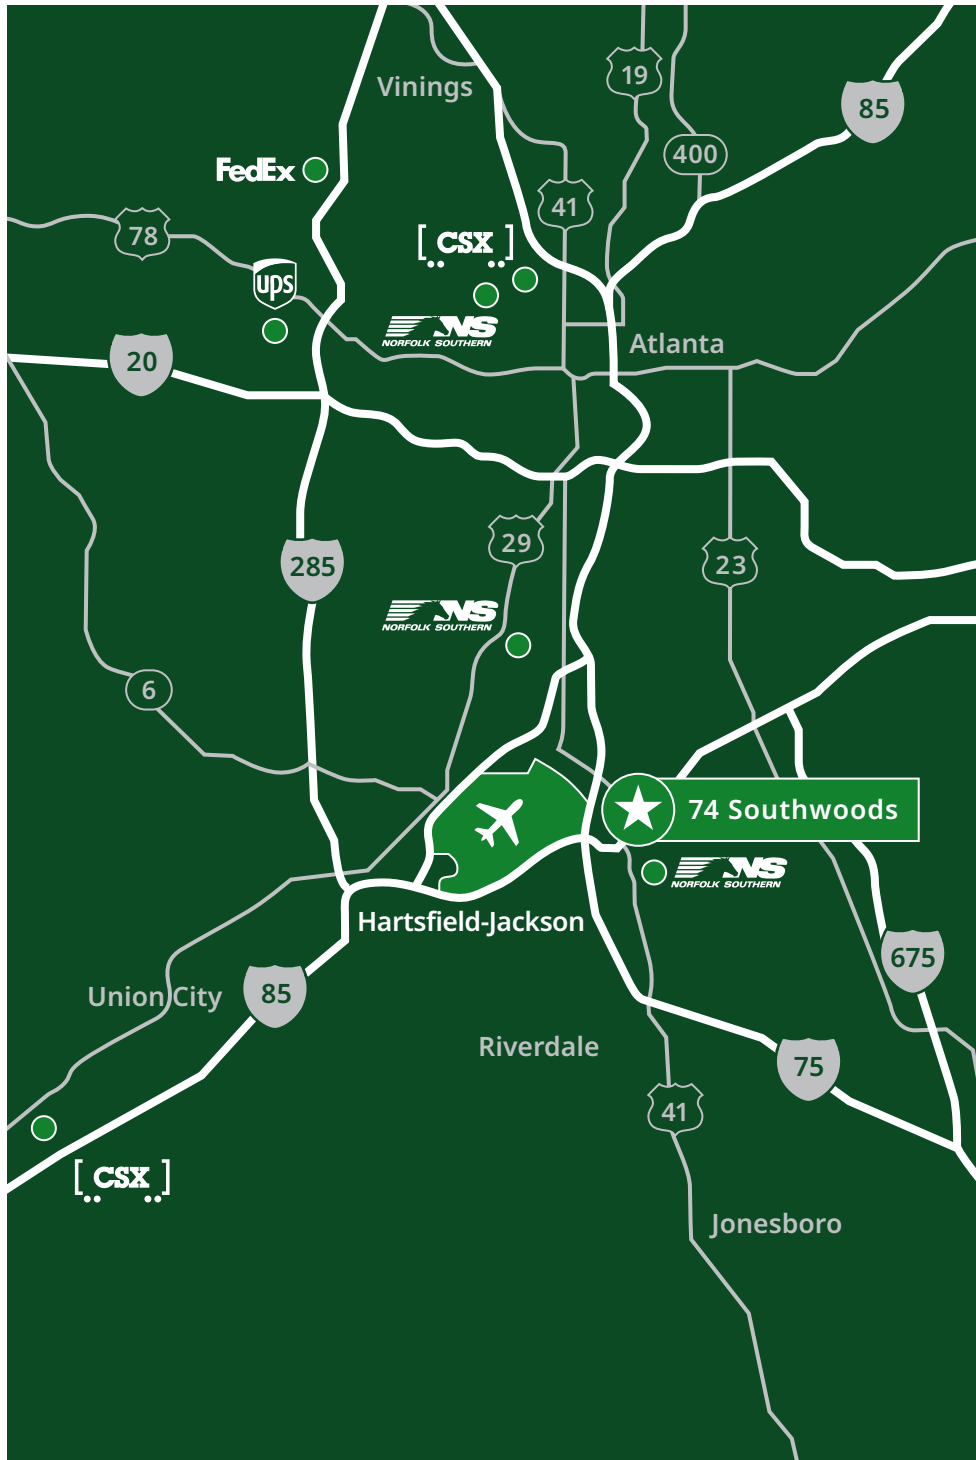 19
Vinings
85
400
FedEx
41
78
CSX
ups
NS
NORFOLK SOUTHERN
Atlanta
20
29
23
285
NS
NORFOLK SOUTHERN
6
74 Southwoods
NS
NORFOLK SOUTHERN
Hartsfield-Jackson
675
Union City
85
Riverdale
75
41
CSX
Jonesboro